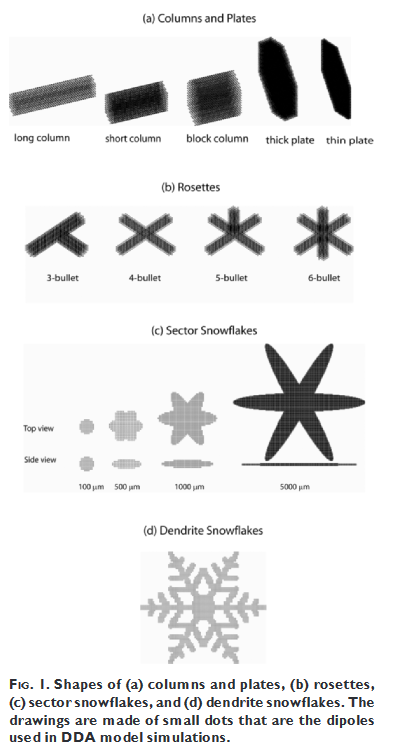 (a) Columns and Plates
long column
short column
block column
thick plate
thin plate
(b) Rosettes
3-bullet
4-bullet
5-bullet
6-bullet
(c) Sector Snowflakes
Top view
Side view
100 μm
500 μm
1000 μm
5000 μm
(d) Dendrite Snowflakes
FIG. 1. Shapes of (a) columns and plates, (b) rosettes,
(c) sector snowflakes, and (d) dendrite snowflakes. The
drawings are made of small dots that are the dipoles
used in DDA model simulations.